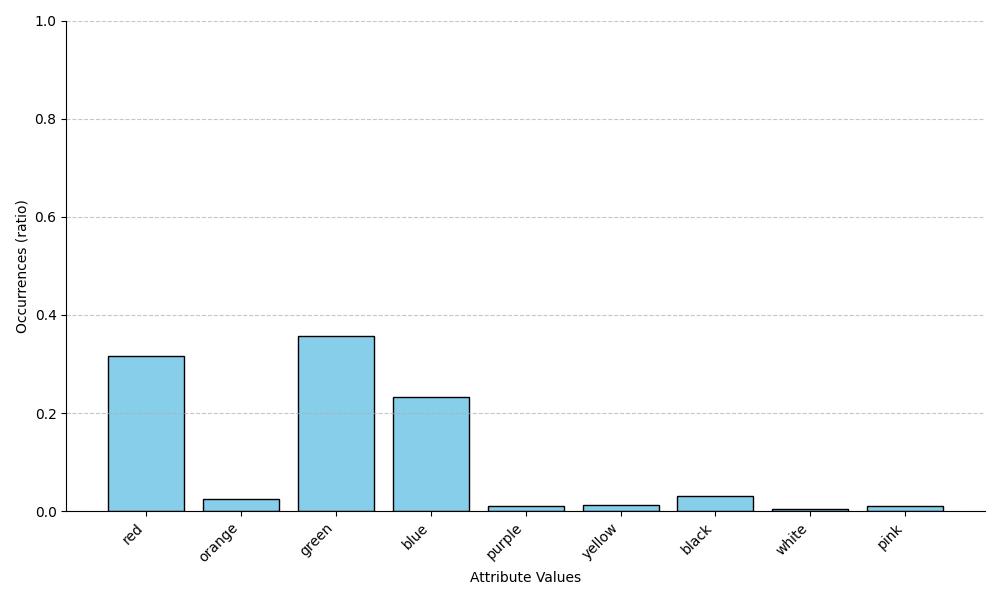 1.0
0.8
0.6
0.4
0.2
0.0
Occurrences (ratio)
red
orange
green
blue
purple
yellow
black
white
pink
Attribute Values